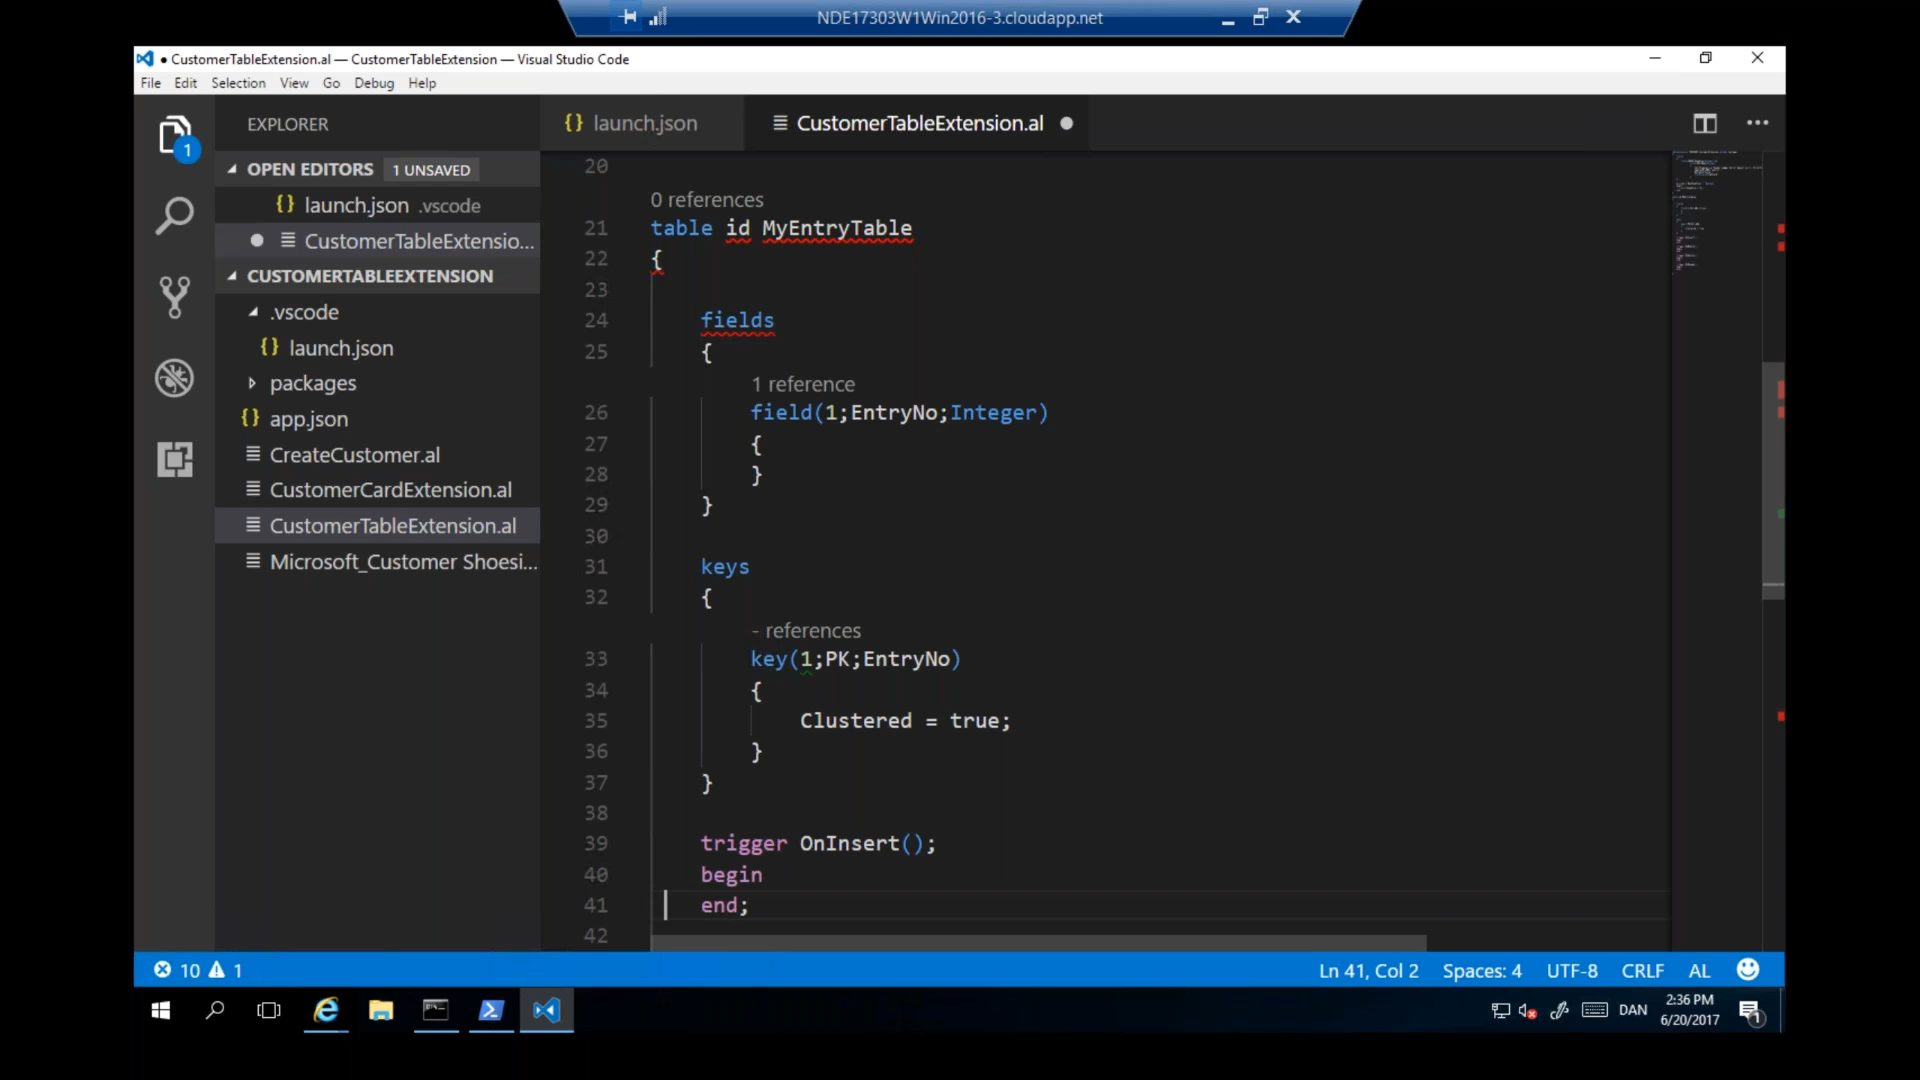 NDE17303W1Win2016-3.cloudapp.net
● CustomerTableExtension.al — CustomerTableExtension — Visual Studio Code
File Edit Selection View Go Debug Help
EXPLORER
1
OPEN EDITORS 1 UNSAVED
{} launch.json .vscode
CustomerTableExtensio...
CUSTOMERTABLEEXTENSION
.vscode
{} launch.json
packages
{} app.json
CreateCustomer.al
CustomerCardExtension.al
CustomerTableExtension.al
Microsoft_Customer Shoesi...
{} launch.json
CustomerTableExtension.al
20
0 references
21 table id MyEntryTable
22 {
23
24 fields
25 {
1 reference
26 field(1;EntryNo;Integer)
27 {
28 }
29 }
30
31 keys
32 {
- references
33 key(1;PK;EntryNo)
34 {
35 Clustered = true;
36 }
37 }
38
39 trigger OnInsert();
40 begin
41 end;
42
10 1
Ln 41, Col 2 Spaces: 4 UTF-8 CRLF AL
DAN
2:36 PM
6/20/2017
1